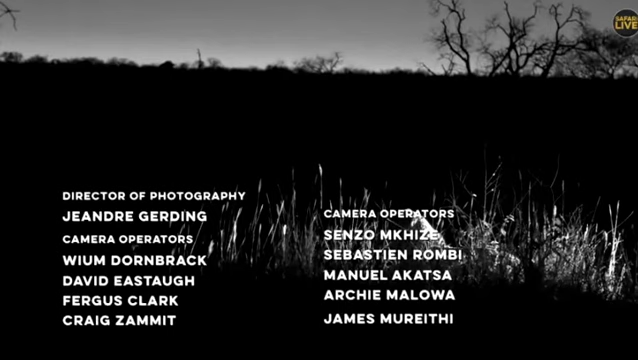 SAFARI
LIVE
DIRECTOR OF PHOTOGRAPHY
JEANDRE GERDING
CAMERA OPERATORS
WIUM DORNBRACK
DAVID EASTAUGH
FERGUS CLARK
CRAIG ZAMMIT
CAMERA OPERATORS
SENZO MKHIZE
SEBASTIEN ROMBI
MANUEL AKATSA
ARCHIE MALOWA
JAMES MUREITHI